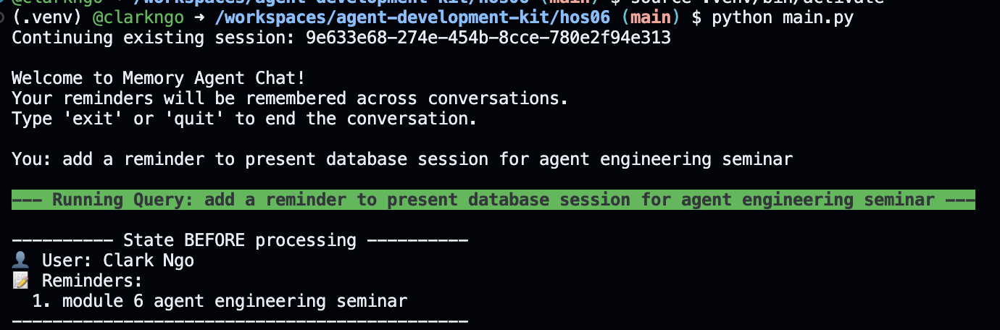 @clarkngo ➜ /workspaces/agent-development-kit/hos06 (main) $ source .venv/bin/activate
(.venv) @clarkngo ➜ /workspaces/agent-development-kit/hos06 (main) $ python main.py
Continuing existing session: 9e633e68-274e-454b-8cce-780e2f94e313
Welcome to Memory Agent Chat!
Your reminders will be remembered across conversations.
Type 'exit' or 'quit' to end the conversation.
You: add a reminder to present database session for agent engineering seminar
--- Running Query: add a reminder to present database session for agent engineering seminar ---
---------- State BEFORE processing ----------
👤 User: Clark Ngo
📝 Reminders:
1. module 6 agent engineering seminar
---------------------------------------------